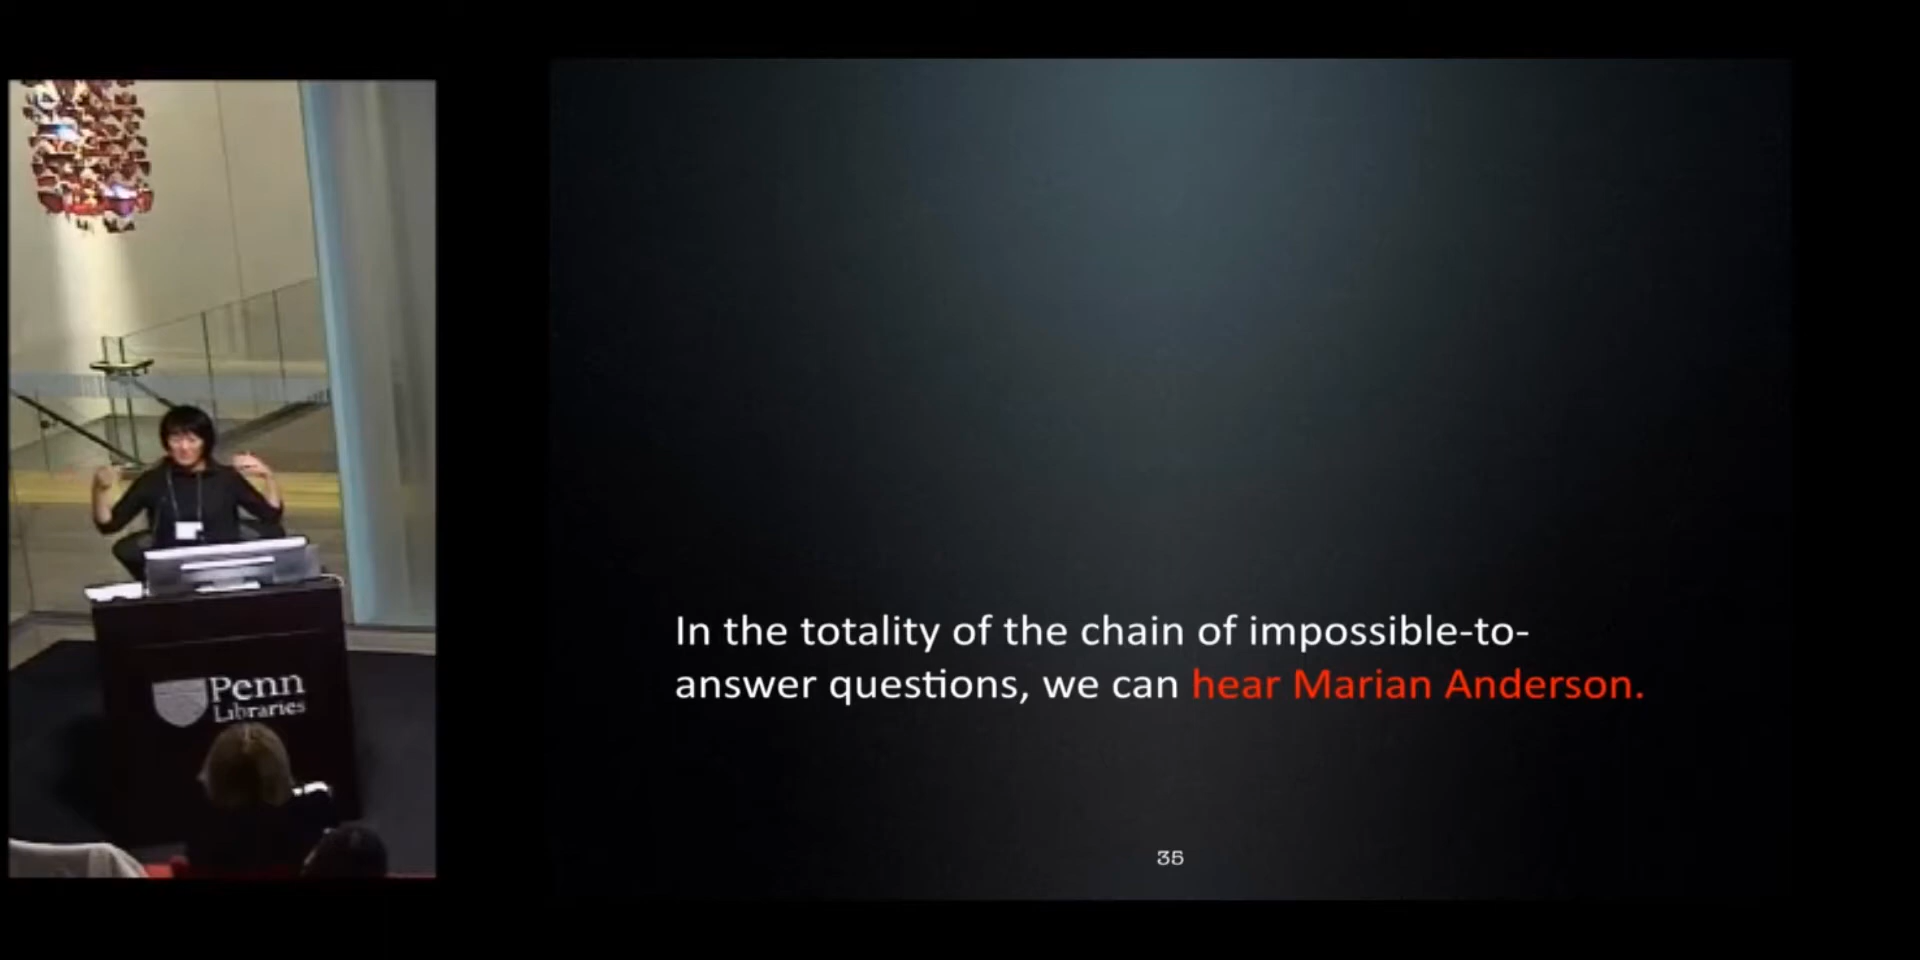 Penn
Libraries
In the totality of the chain of impossible-to-
answer questions, we can hear Marian Anderson.
35